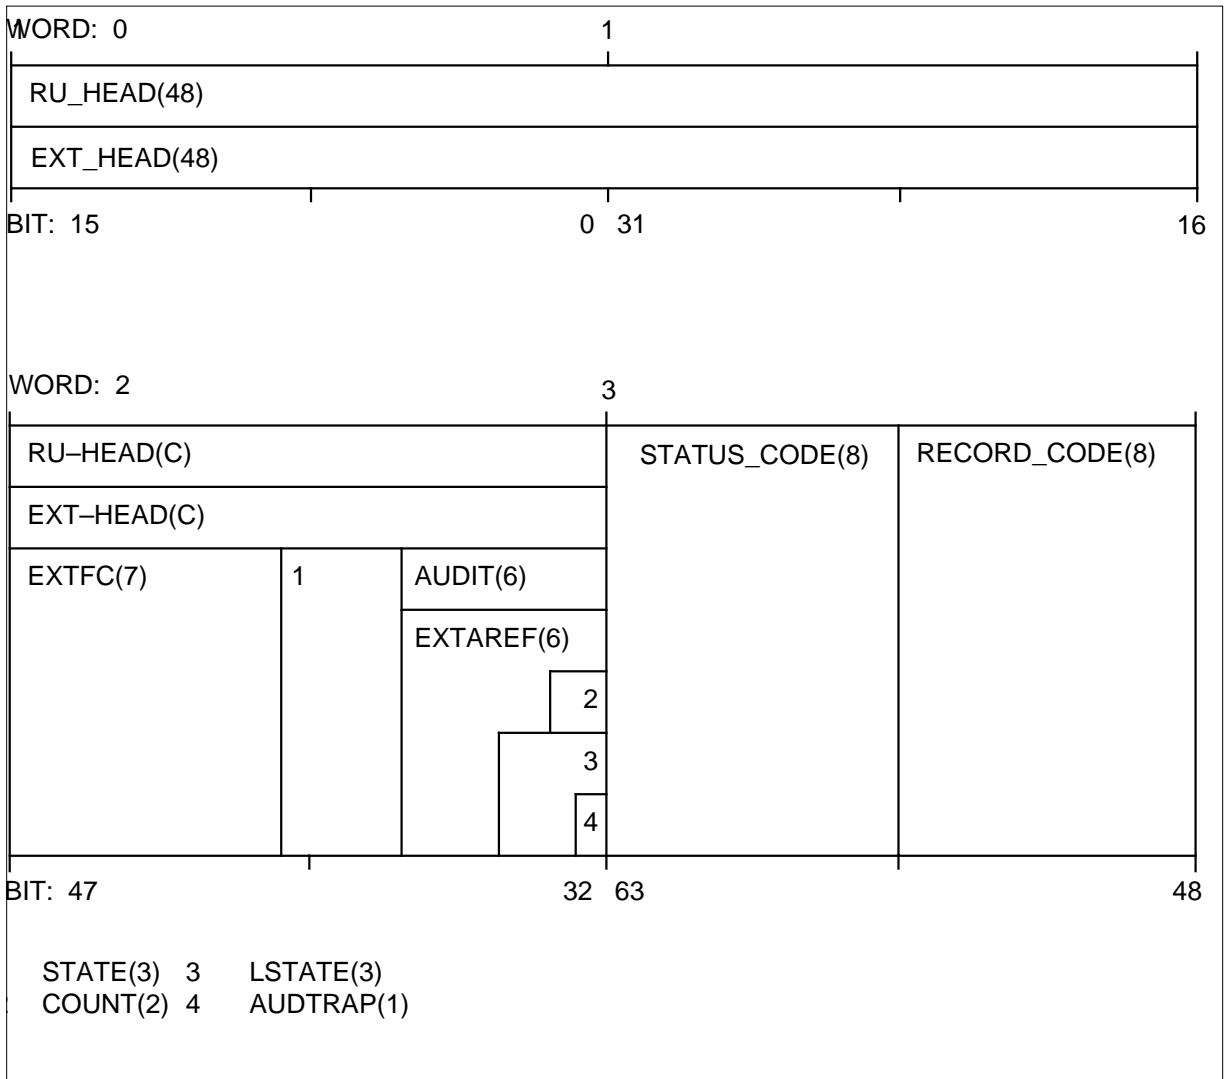 WORD: 0 1
RU_HEAD(48)
EXT_HEAD(48)
BIT: 15 0 31 16
WORD: 2 3
RU–HEAD(C) STATUS_CODE(8) RECORD_CODE(8)
EXT–HEAD(C)
EXTFC(7) 1 AUDIT(6)
EXTAREF(6)
2
3
4
BIT: 47 32 63 48
1 STATE(3) 3 LSTATE(3)
2 COUNT(2) 4 AUDTRAP(1)